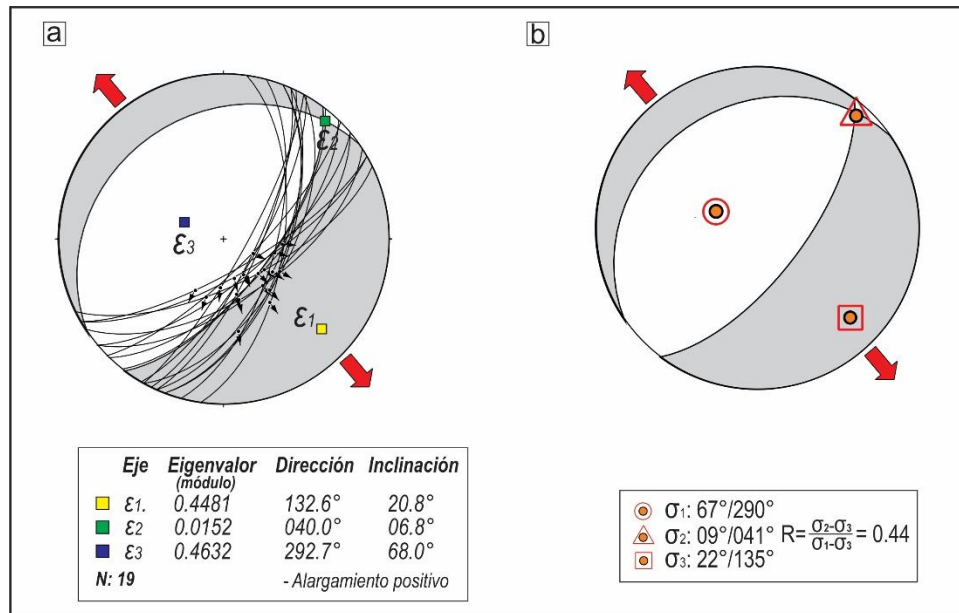 a
b
ε2
ε3
ε1
Eje Eigenvalor Dirección Inclinación
(módulo)
ε1. 0.4481 132.6° 20.8°
ε2 0.0152 040.0° 06.8°
ε3 0.4632 292.7° 68.0°
N: 19 - Alargamiento positivo
σ1: 67°/290°
σ2: 09°/041° R= σ2-σ3/σ1-σ3 = 0.44
σ3: 22°/135°